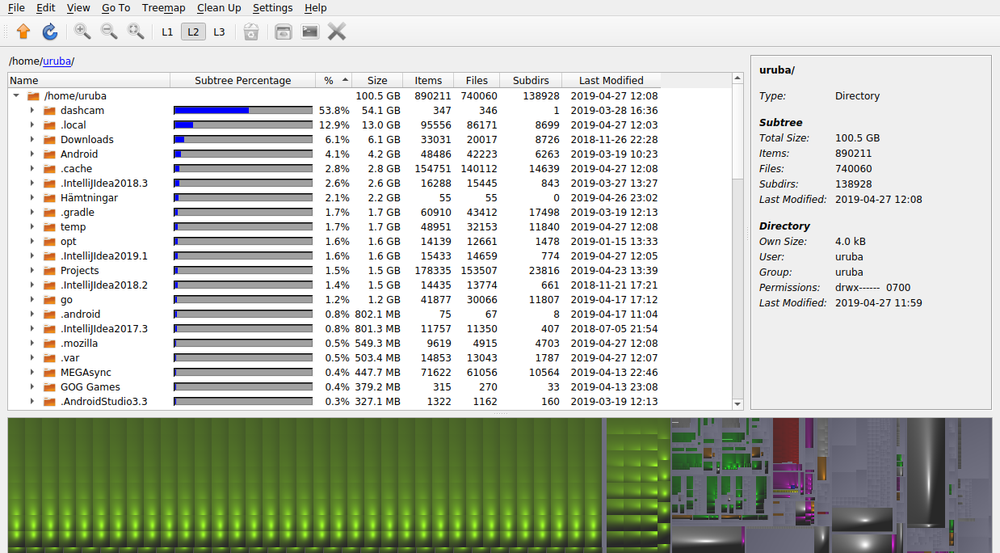 File Edit View Go To Treemap Clean Up Settings Help
L1 L2 L3
/home/uruba/
Name Subtree Percentage % Size Items Files Subdirs Last Modified
/home/uruba 100.5 GB 890211 740060 138928 2019-04-27 12:08
dashcam 53.8% 54.1 GB 347 346 1 2019-03-28 16:36
.local 12.9% 13.0 GB 95556 86171 8699 2019-04-27 12:03
Downloads 6.1% 6.1 GB 33031 20017 8726 2018-11-26 22:28
Android 4.1% 4.2 GB 48486 42223 6263 2019-03-19 10:23
.cache 2.8% 2.8 GB 154751 140112 14639 2019-04-27 12:08
.IntelliJIdea2018.3 2.6% 2.6 GB 16288 15445 843 2019-03-27 13:27
Hämtningar 2.1% 2.2 GB 55 55 0 2019-04-26 23:02
.gradle 1.7% 1.7 GB 60910 43412 17498 2019-03-19 12:13
temp 1.7% 1.7 GB 48951 32153 11840 2019-04-27 12:08
opt 1.6% 1.6 GB 14139 12661 1478 2019-01-15 13:33
.IntelliJIdea2019.1 1.6% 1.6 GB 15433 14659 774 2019-04-27 12:05
Projects 1.5% 1.5 GB 178335 153507 23816 2019-04-23 13:39
.IntelliJIdea2018.2 1.4% 1.5 GB 14435 13774 661 2018-11-21 17:21
go 1.2% 1.2 GB 41877 30066 11807 2019-04-17 17:12
.android 0.8% 802.1 MB 75 67 8 2019-04-17 11:04
.IntelliJIdea2017.3 0.8% 801.3 MB 11757 11350 407 2018-07-05 21:54
.mozilla 0.5% 549.3 MB 9619 4915 4703 2019-04-27 12:08
.var 0.5% 503.4 MB 14853 13043 1787 2019-04-27 12:07
MEGAsync 0.4% 447.7 MB 71622 61056 10564 2019-04-13 22:46
GOG Games 0.4% 379.2 MB 315 270 33 2019-04-13 23:08
.AndroidStudio3.3 0.3% 327.1 MB 1322 1162 160 2019-03-19 12:13
uruba/
Type: Directory
Subtree
Total Size: 100.5 GB
Items: 890211
Files: 740060
Subdirs: 138928
Last Modified: 2019-04-27 12:08
Directory
Own Size: 4.0 kB
User: uruba
Group: uruba
Permissions: drwx------ 0700
Last Modified: 2019-04-27 11:59